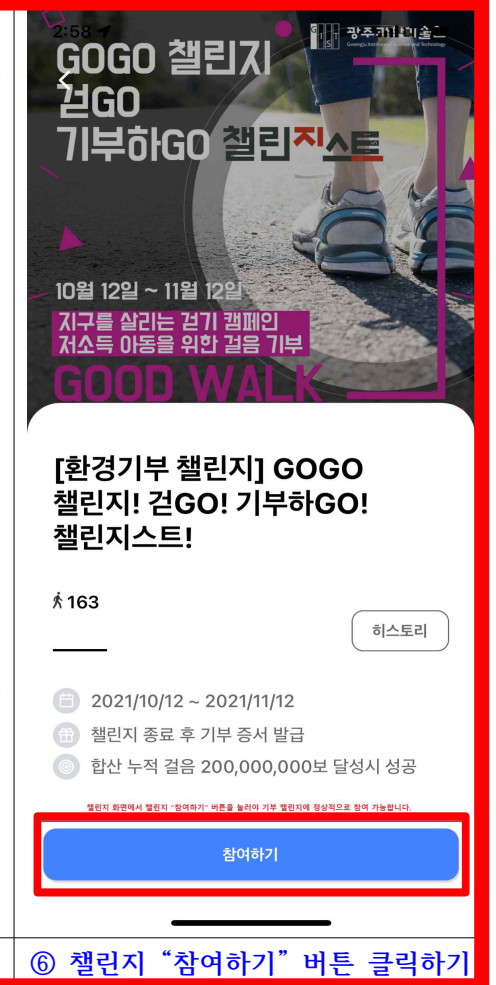 2:58
광주과학기술
Gwangju Institute of Science and Technology
GOGO 챌린지
걷GO
기부하GO 챌린지스트
10월 12일 ~ 11월 12일
지구를 살리는 걷기 캠페인
저소득 아동을 위한 걸음 기부
GOOD WALK
[환경기부 챌린지] GOGO
챌린지! 걷GO! 기부하GO!
챌린지스트!
163
히스토리
2021/10/12 ~ 2021/11/12
챌린지 종료 후 기부 증서 발급
합산 누적 걸음 200,000,000보 달성시 성공
챌린지 화면에서 챌린지 "참여하기" 버튼을 눌러야 기부 챌린지에 정상적으로 참여 가능합니다.
참여하기
⑥ 챌린지 “참여하기” 버튼 클릭하기